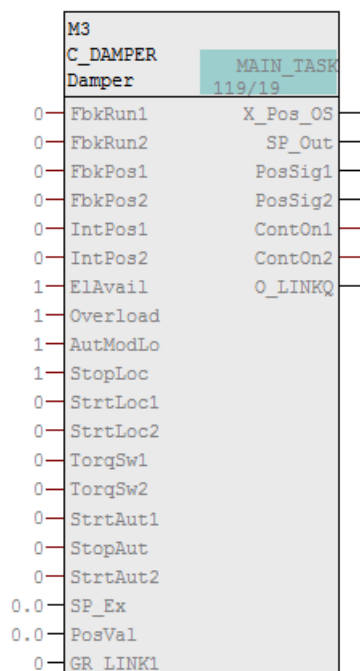 M3
C_DAMPER MAIN_TASK
Damper 119/19
0 FbkRun1 X_Pos_OS
0 FbkRun2 SP_Out
0 FbkPos1 PosSig1
0 FbkPos2 PosSig2
0 IntPos1 ContOn1
0 IntPos2 ContOn2
1 ElAvail O_LINKQ
1 Overload
1 AutModLo
1 StopLoc
0 StrtLoc1
0 StrtLoc2
0 TorqSw1
0 TorqSw2
0 StrtAut1
0 StopAut
0 StrtAut2
0.0 SP_Ex
0.0 PosVal
0 GR_LINK1